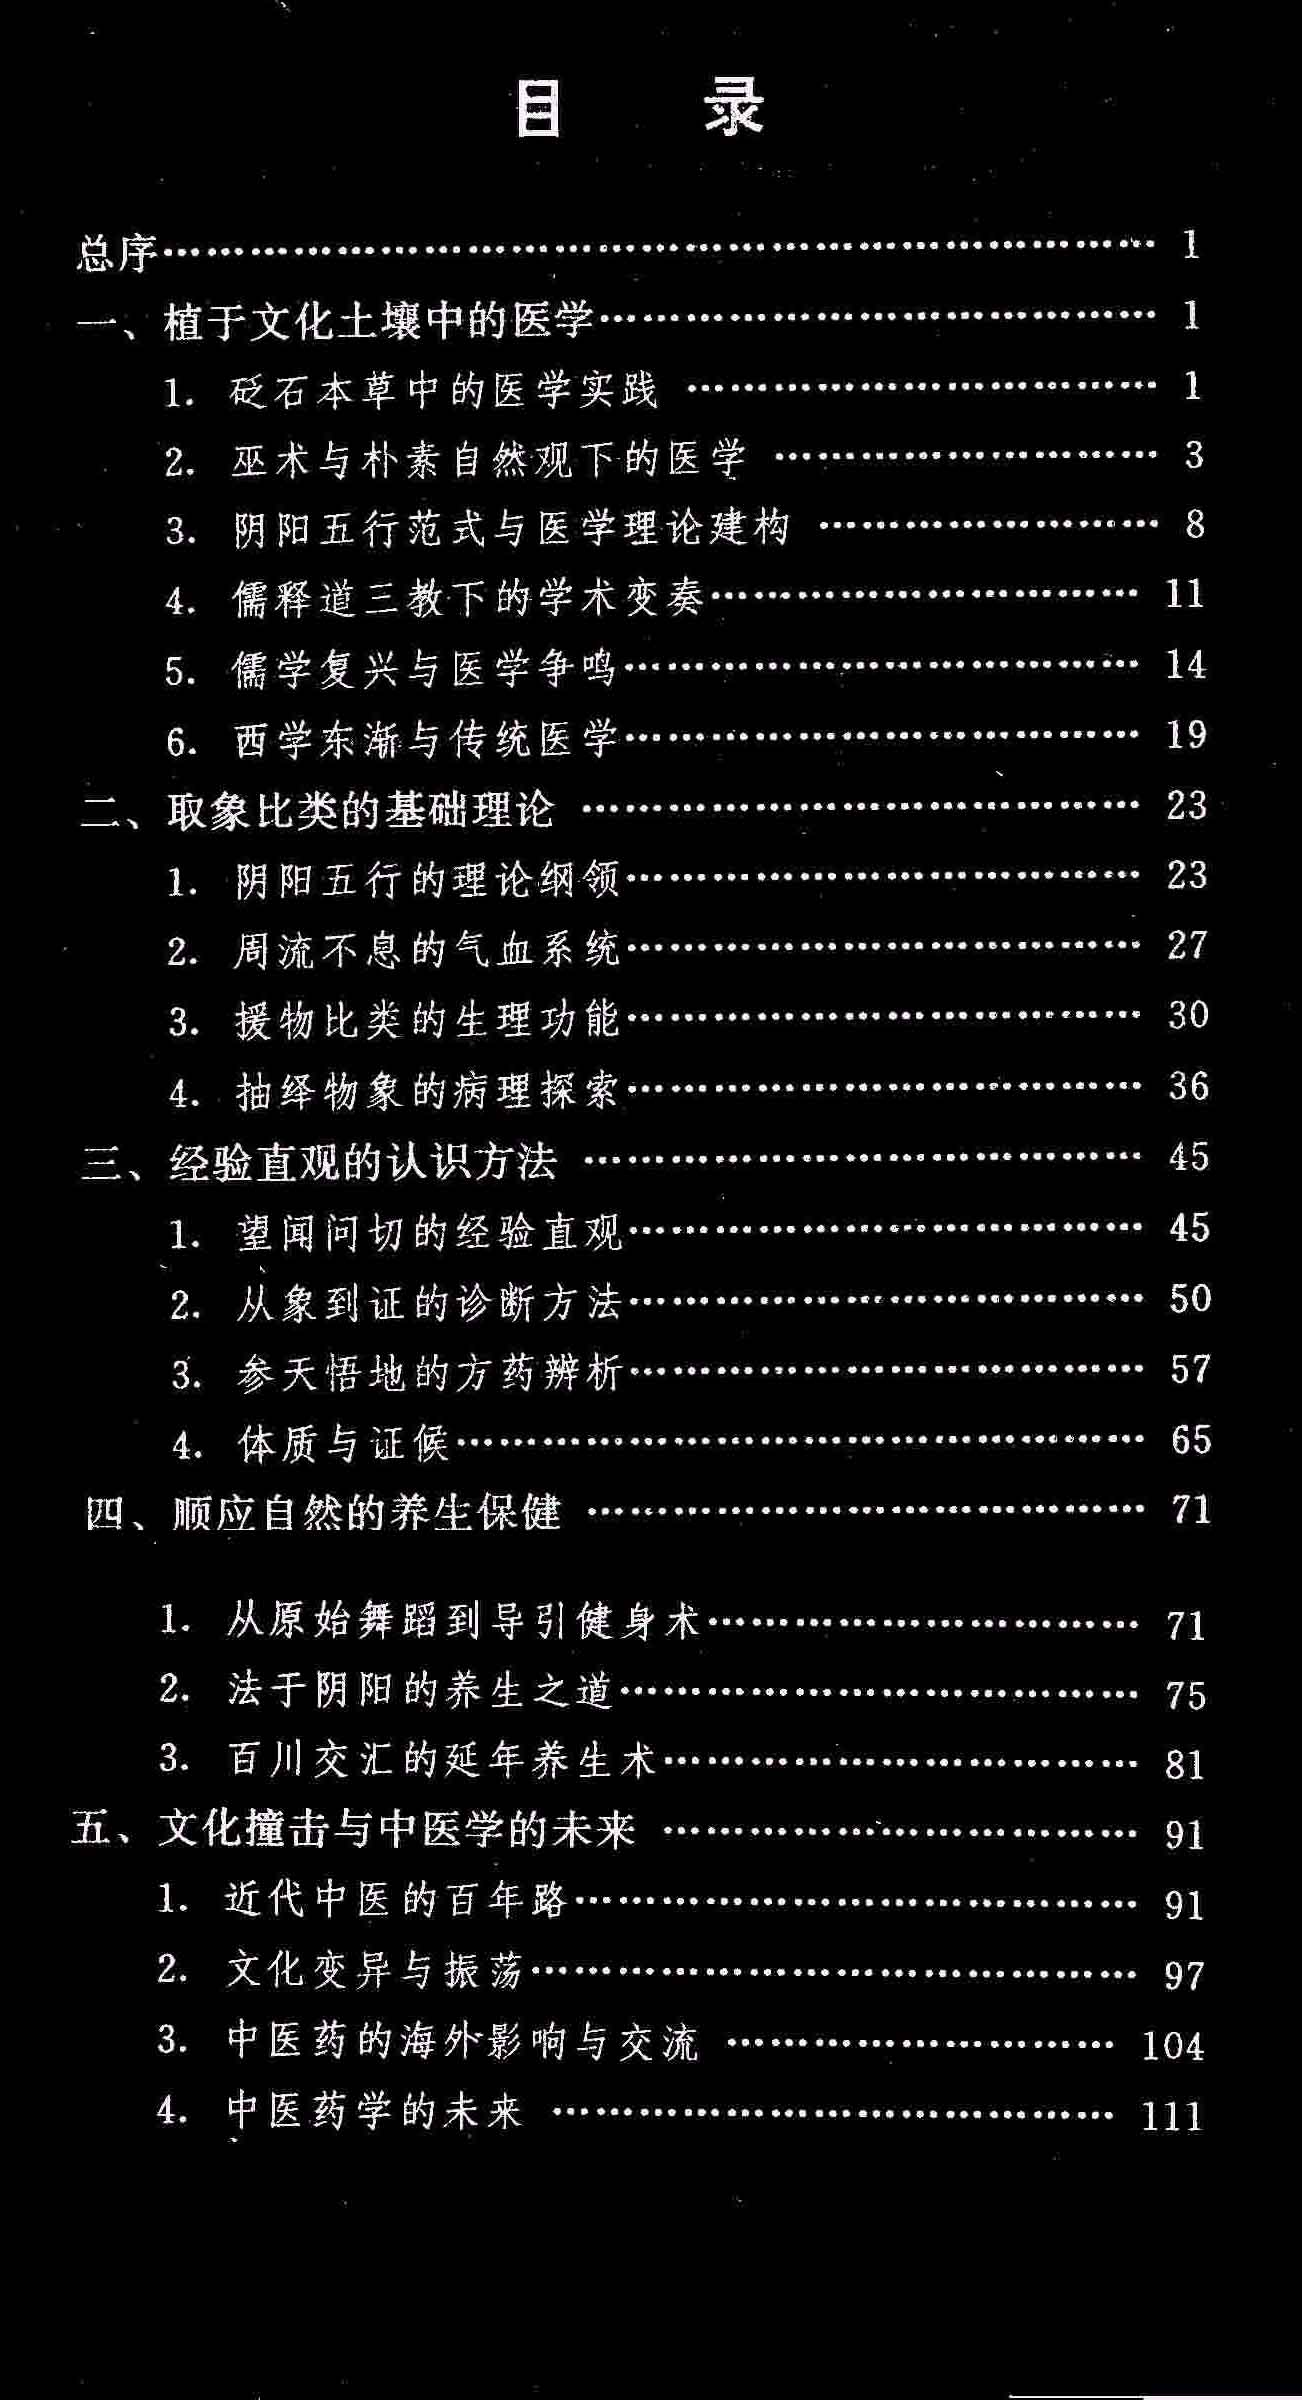 目 录
总序………………………………………………………… 1
一、植于文化土壤中的医学………………………………… 1
1. 砭石本草中的医学实践 …………………………… 1
2. 巫术与朴素自然观下的医学 ……………………… 3
3. 阴阳五行范式与医学理论建构 …………………… 8
4. 儒释道三教下的学术变奏………………………… 11
5. 儒学复兴与医学争鸣……………………………… 14
6. 西学东渐与传统医学……………………………… 19
二、取象比类的基础理论 ………………………………… 23
1. 阴阳五行的理论纲领……………………………… 23
2. 周流不息的气血系统……………………………… 27
3. 援物比类的生理功能……………………………… 30
4. 抽绎物象的病理探索……………………………… 36
三、经验直观的认识方法 ………………………………… 45
1. 望闻问切的经验直观……………………………… 45
2. 从象到证的诊断方法……………………………… 50
3. 参天悟地的方药辨析……………………………… 57
4. 体质与证候………………………………………… 65
四、顺应自然的养生保健 ………………………………… 71
1. 从原始舞蹈到导引健身术………………………… 71
2. 法于阴阳的养生之道……………………………… 75
3. 百川交汇的延年养生术…………………………… 81
五、文化撞击与中医学的未来 …………………………… 91
1. 近代中医的百年路………………………………… 91
2. 文化变异与振荡…………………………………… 97
3. 中医药的海外影响与交流 ……………………… 104
4. 中医药学的未来 ………………………………… 111